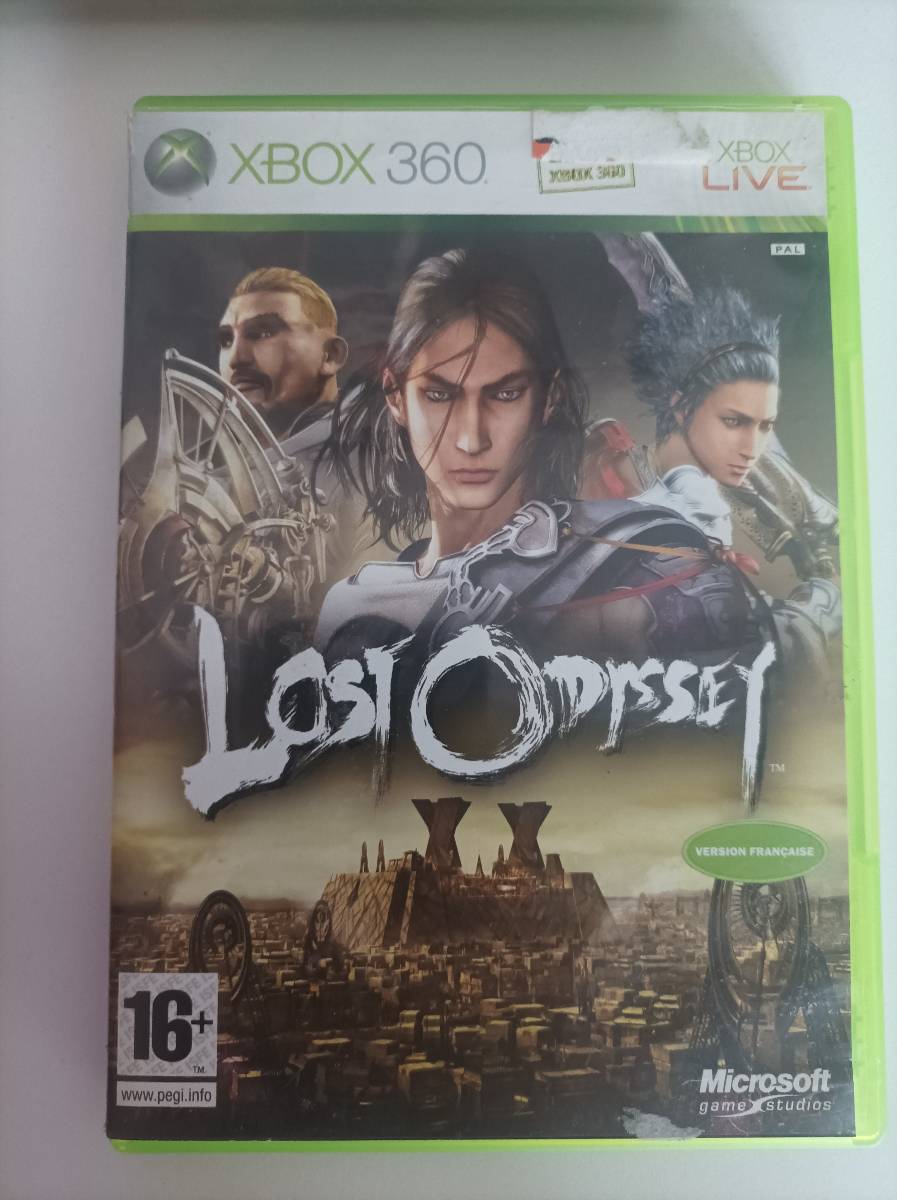 XBOX 360
XBOX 360
XBOX
LIVE
PAL
LOST ODYSSEY
TM
VERSION FRANÇAISE
16+
TM
www.pegi.info
Microsoft
game studios